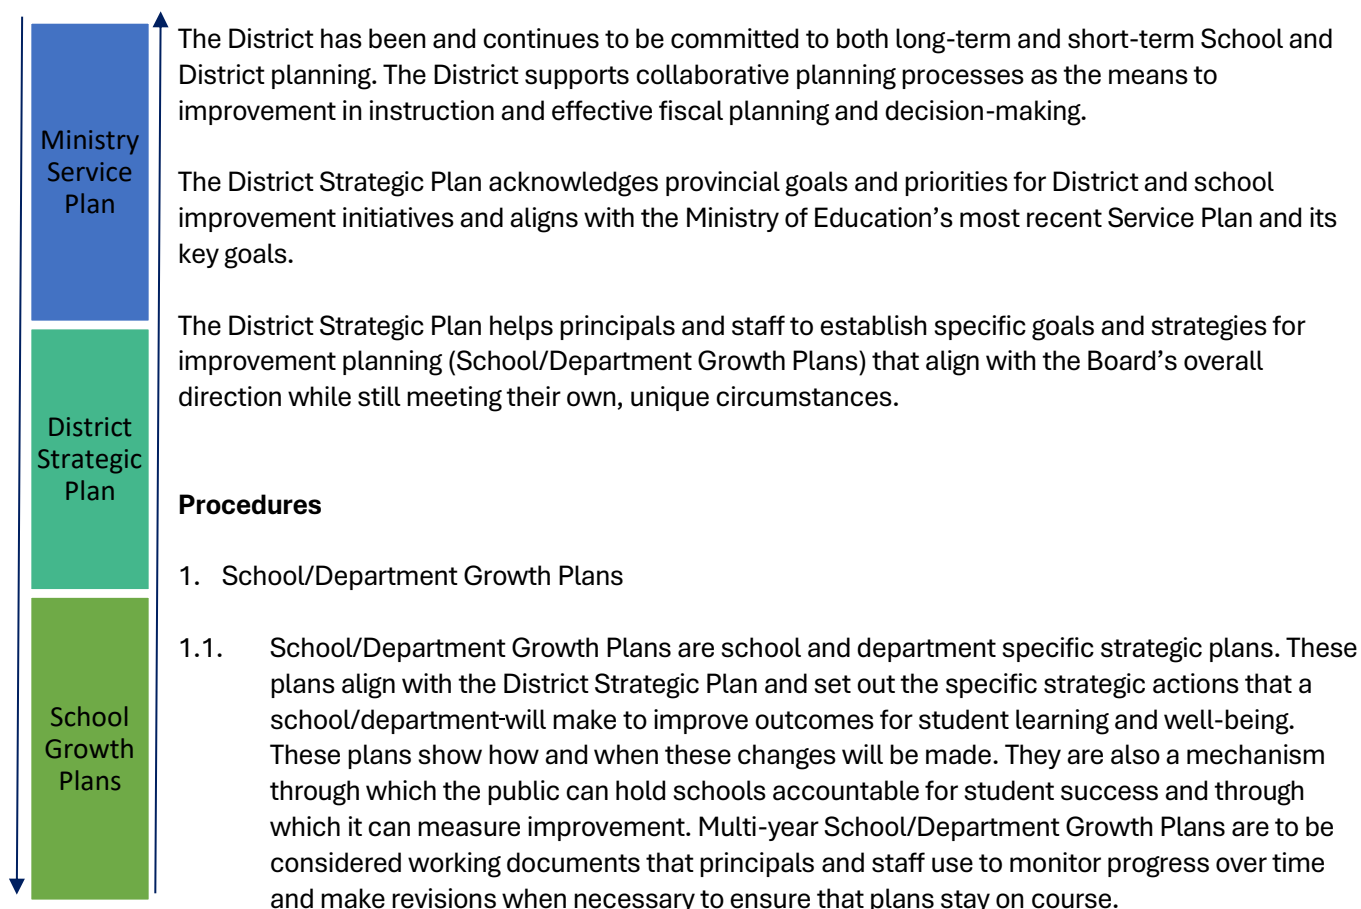 Ministry
Service
Plan
District
Strategic
Plan
School
Growth
Plans
The District has been and continues to be committed to both long-term and short-term School and
District planning. The District supports collaborative planning processes as the means to
improvement in instruction and effective fiscal planning and decision-making.
The District Strategic Plan acknowledges provincial goals and priorities for District and school
improvement initiatives and aligns with the Ministry of Education’s most recent Service Plan and its
key goals.
The District Strategic Plan helps principals and staff to establish specific goals and strategies for
improvement planning (School/Department Growth Plans) that align with the Board’s overall
direction while still meeting their own, unique circumstances.
Procedures
1. School/Department Growth Plans
1.1. School/Department Growth Plans are school and department specific strategic plans. These
plans align with the District Strategic Plan and set out the specific strategic actions that a
school/department-will make to improve outcomes for student learning and well-being.
These plans show how and when these changes will be made. They are also a mechanism
through which the public can hold schools accountable for student success and through
which it can measure improvement. Multi-year School/Department Growth Plans are to be
considered working documents that principals and staff use to monitor progress over time
and make revisions when necessary to ensure that plans stay on course.